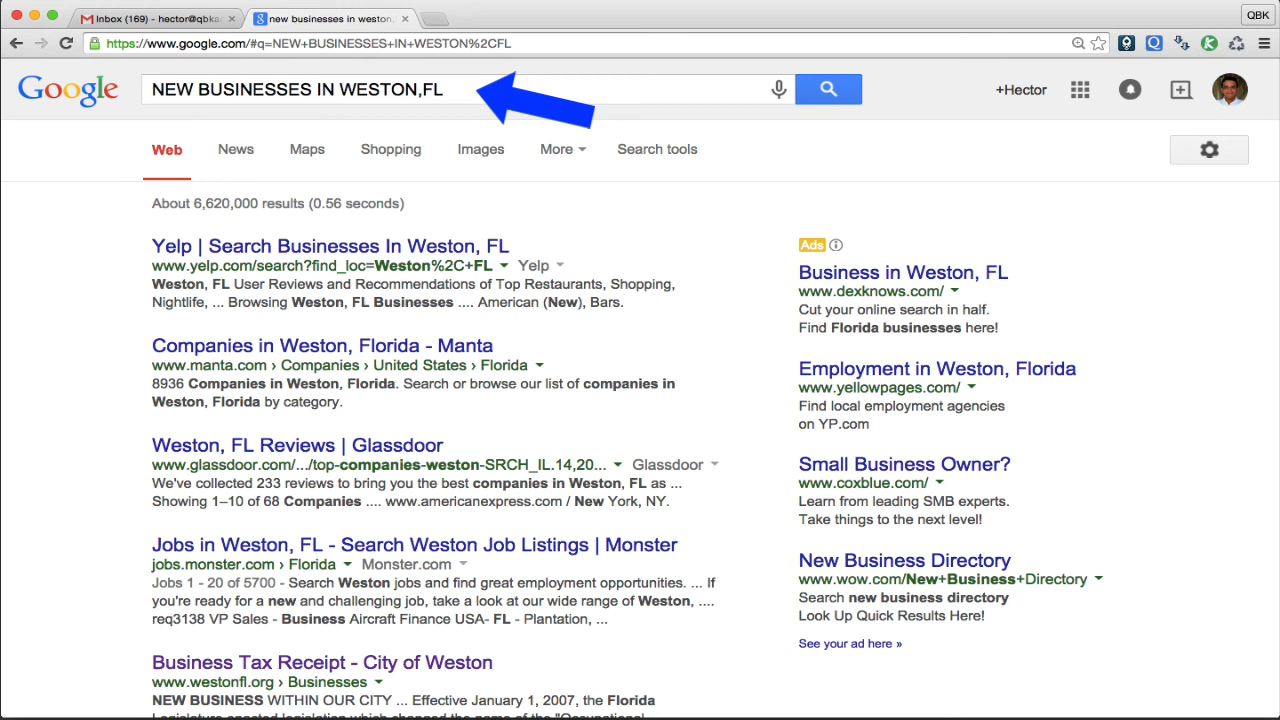 Inbox (169) - hector@qbka
new businesses in weston,
QBK
https://www.google.com/#q=NEW+BUSINESSES+IN+WESTON%2CFL
Google
NEW BUSINESSES IN WESTON,FL
+Hector
Web
News
Maps
Shopping
Images
More
Search tools
About 6,620,000 results (0.56 seconds)
Yelp | Search Businesses In Weston, FL
www.yelp.com/search?find_loc=Weston%2C+FL Yelp
Weston, FL User Reviews and Recommendations of Top Restaurants, Shopping,
Nightlife, ... Browsing Weston, FL Businesses .... American (New), Bars.
Companies in Weston, Florida - Manta
www.manta.com › Companies › United States › Florida
8936 Companies in Weston, Florida. Search or browse our list of companies in
Weston, Florida by category.
Weston, FL Reviews | Glassdoor
www.glassdoor.com/.../top-companies-weston-SRCH_IL.14,20... Glassdoor
We've collected 233 reviews to bring you the best companies in Weston, FL as ...
Showing 1–10 of 68 Companies .... www.americanexpress.com / New York, NY.
Jobs in Weston, FL - Search Weston Job Listings | Monster
jobs.monster.com › Florida Monster.com
Jobs 1 - 20 of 5700 - Search Weston jobs and find great employment opportunities. ... If
you're ready for a new and challenging job, take a look at our wide range of Weston, ....
req3138 VP Sales - Business Aircraft Finance USA- FL - Plantation, ...
Business Tax Receipt - City of Weston
www.westonfl.org › Businesses
NEW BUSINESS WITHIN OUR CITY ... Effective January 1, 2007, the Florida
Legislature enacted legislation which changed the name of the "Occupational
Ads
Business in Weston, FL
www.dexknows.com/
Cut your online search in half.
Find Florida businesses here!
Employment in Weston, Florida
www.yellowpages.com/
Find local employment agencies
on YP.com
Small Business Owner?
www.coxblue.com/
Learn from leading SMB experts.
Take things to the next level!
New Business Directory
www.wow.com/New+Business+Directory
Search new business directory
Look Up Quick Results Here!
See your ad here »